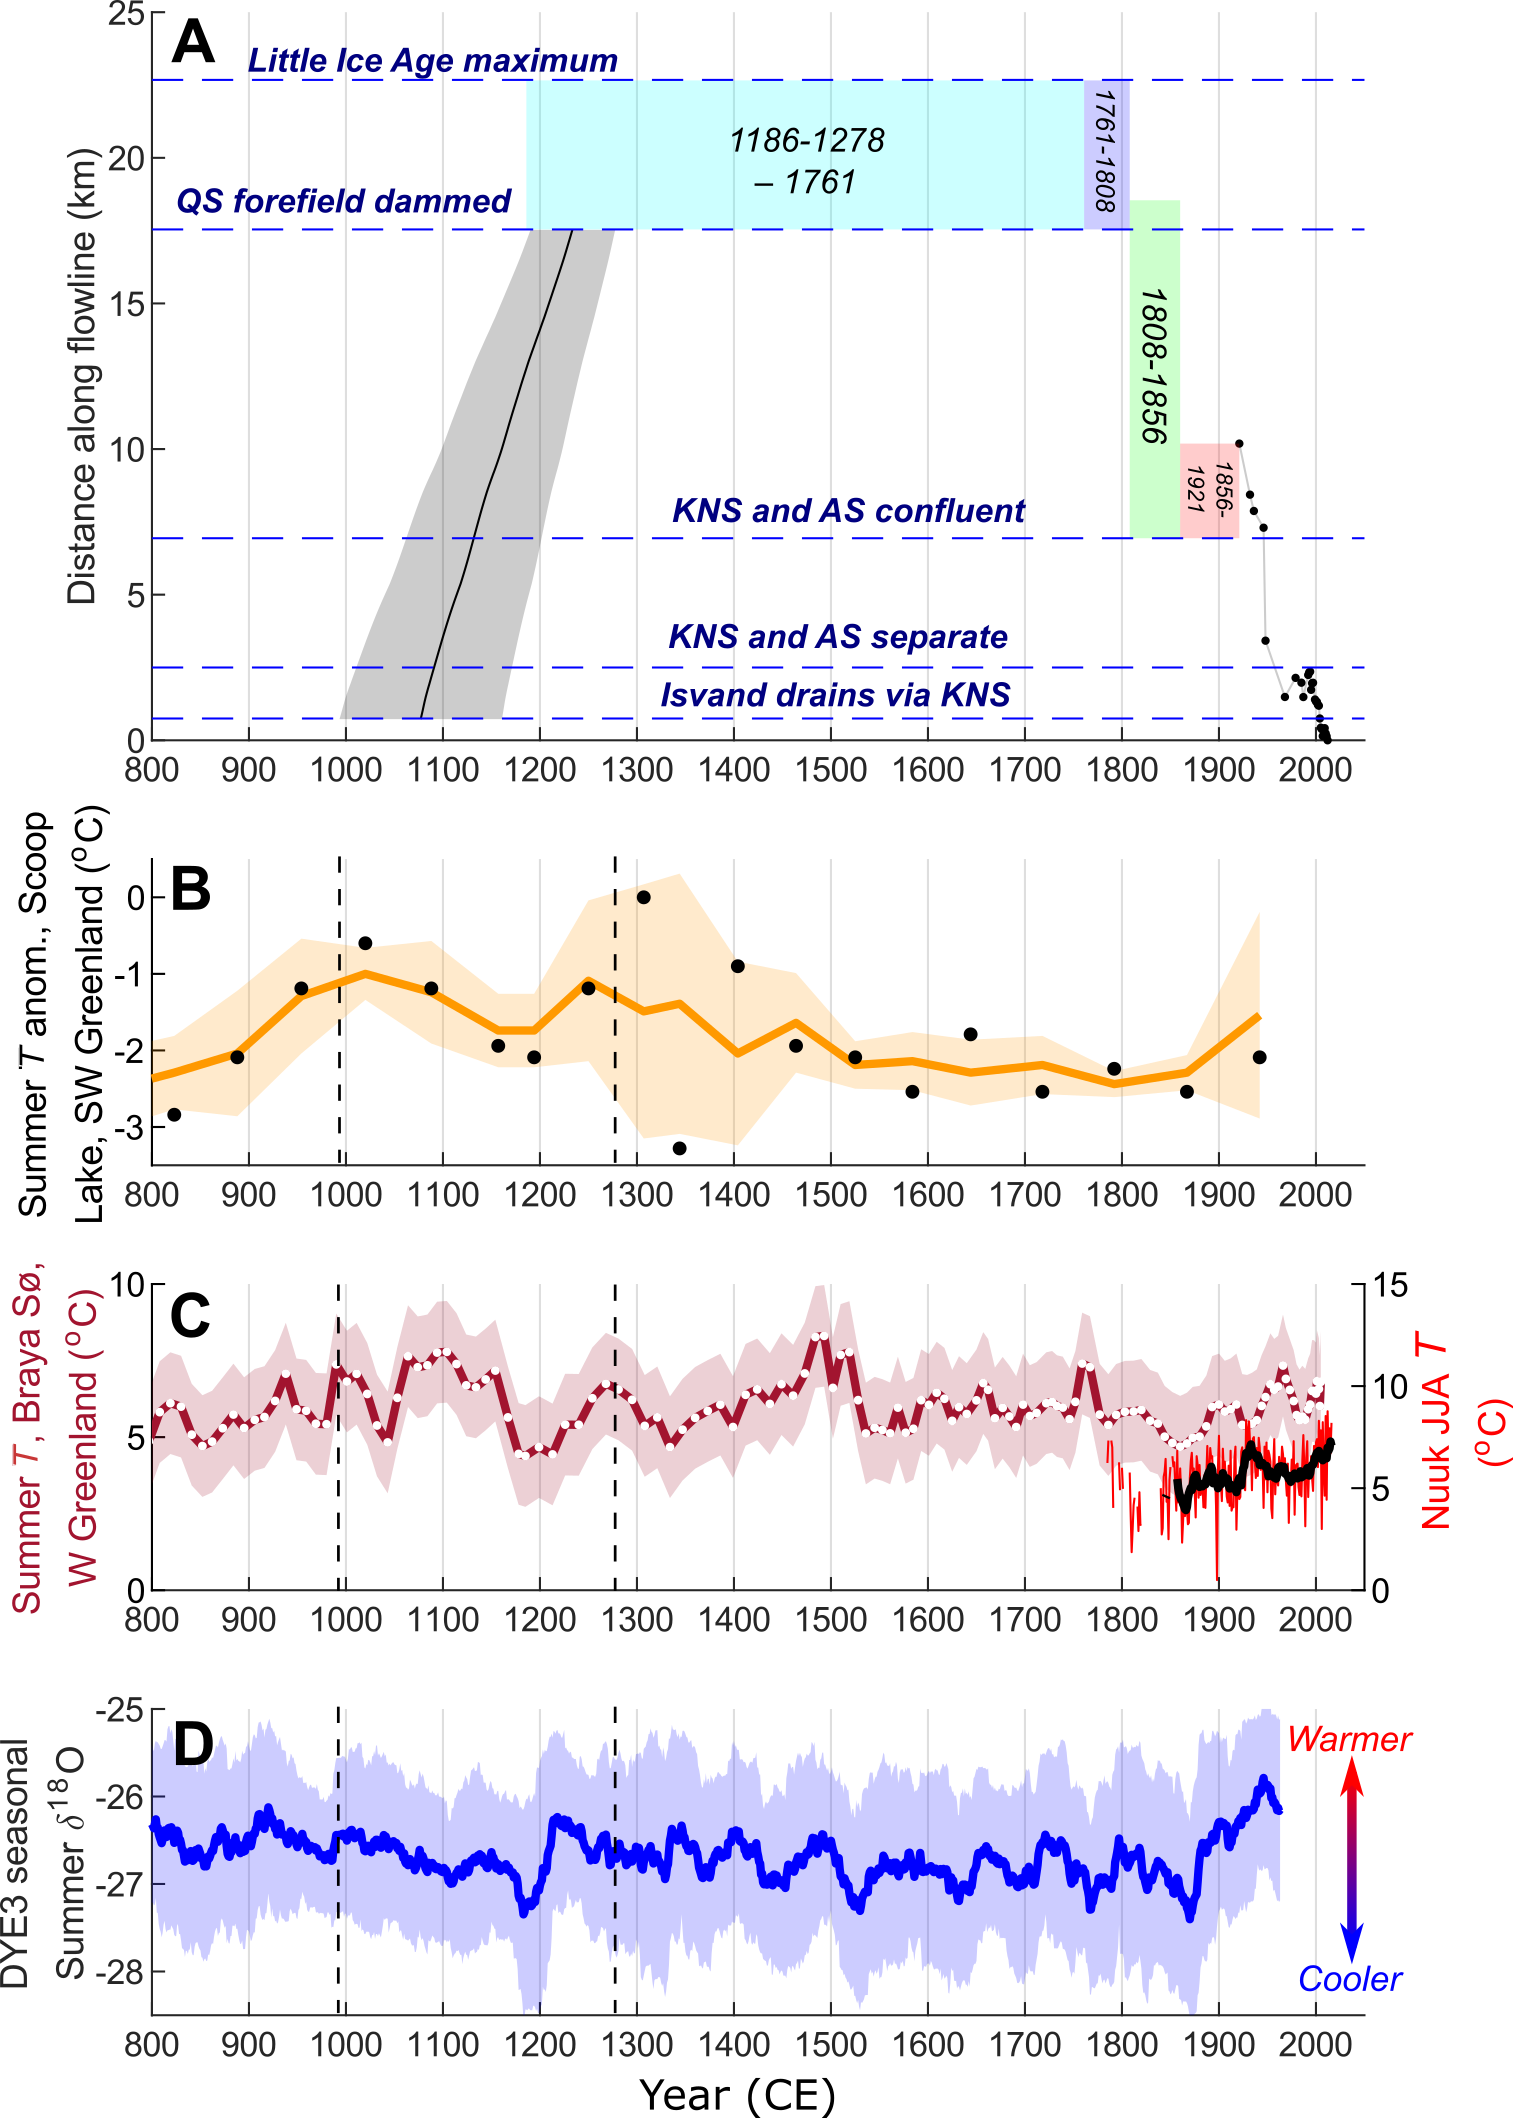 A
25
20
15
10
5
0
Distance along flowline (km)
Little Ice Age maximum
1186-1278
– 1761
1761-1808
QS forefield dammed
1808-1856
1856-
1921
KNS and AS confluent
KNS and AS separate
Isvand drains via KNS
800 900 1000 1100 1200 1300 1400 1500 1600 1700 1800 1900 2000
B
Summer T anom., Scoop
Lake, SW Greenland (°C)
0
-1
-2
-3
800 900 1000 1100 1200 1300 1400 1500 1600 1700 1800 1900 2000
C
Summer T, Braya Sø,
W Greenland (°C)
10
5
0
15
10
5
0
Nuuk JJA T
(°C)
800 900 1000 1100 1200 1300 1400 1500 1600 1700 1800 1900 2000
D
DYE3 seasonal
Summer δ¹⁸O
-25
-26
-27
-28
Warmer
Cooler
800 900 1000 1100 1200 1300 1400 1500 1600 1700 1800 1900 2000
Year (CE)